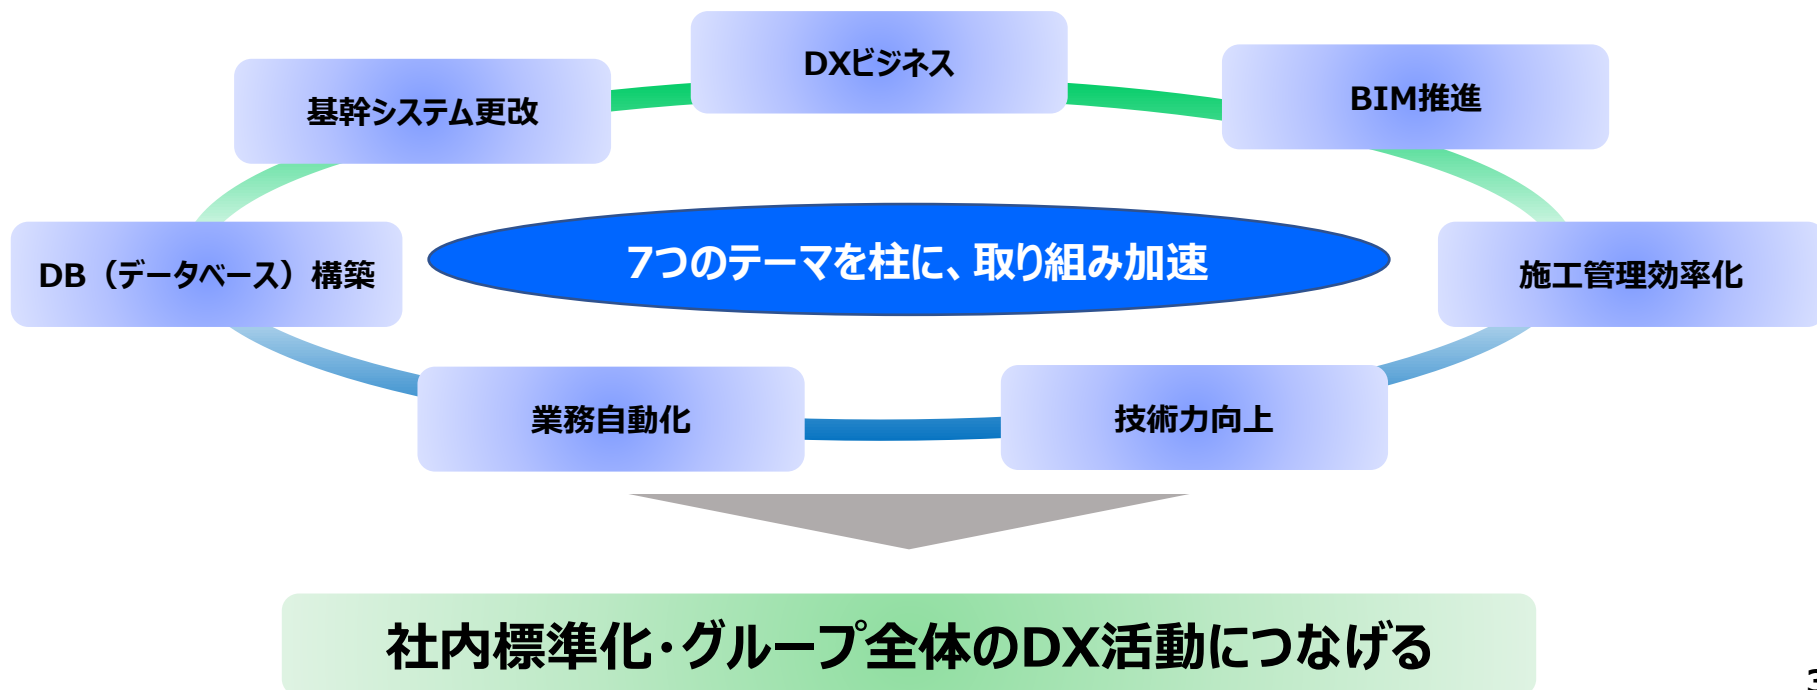 DXビジネス
基幹システム更改
BIM推進
DB（データベース）構築
7つのテーマを柱に、取り組み加速
施工管理効率化
業務自動化
技術力向上
社内標準化・グループ全体のDX活動につなげる